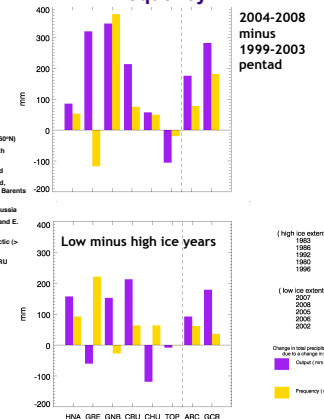 2004-2008
minus
1999-2003
pentad
400
300
200
100
0
-100
-200
mm
50°N)
Barents
ussia
and E.
ctic (>
RU
400
Low minus high ice years
300
200
100
0
-100
-200
mm
HNA GRE GNB CRU CHU TOP ARC GCR
( high ice extent
1983
1986
1992
1980
1996
( low ice extent
2007
2008
2005
2006
2002
Change in total precipita
due to a change in
Output ( mm
Frequency (